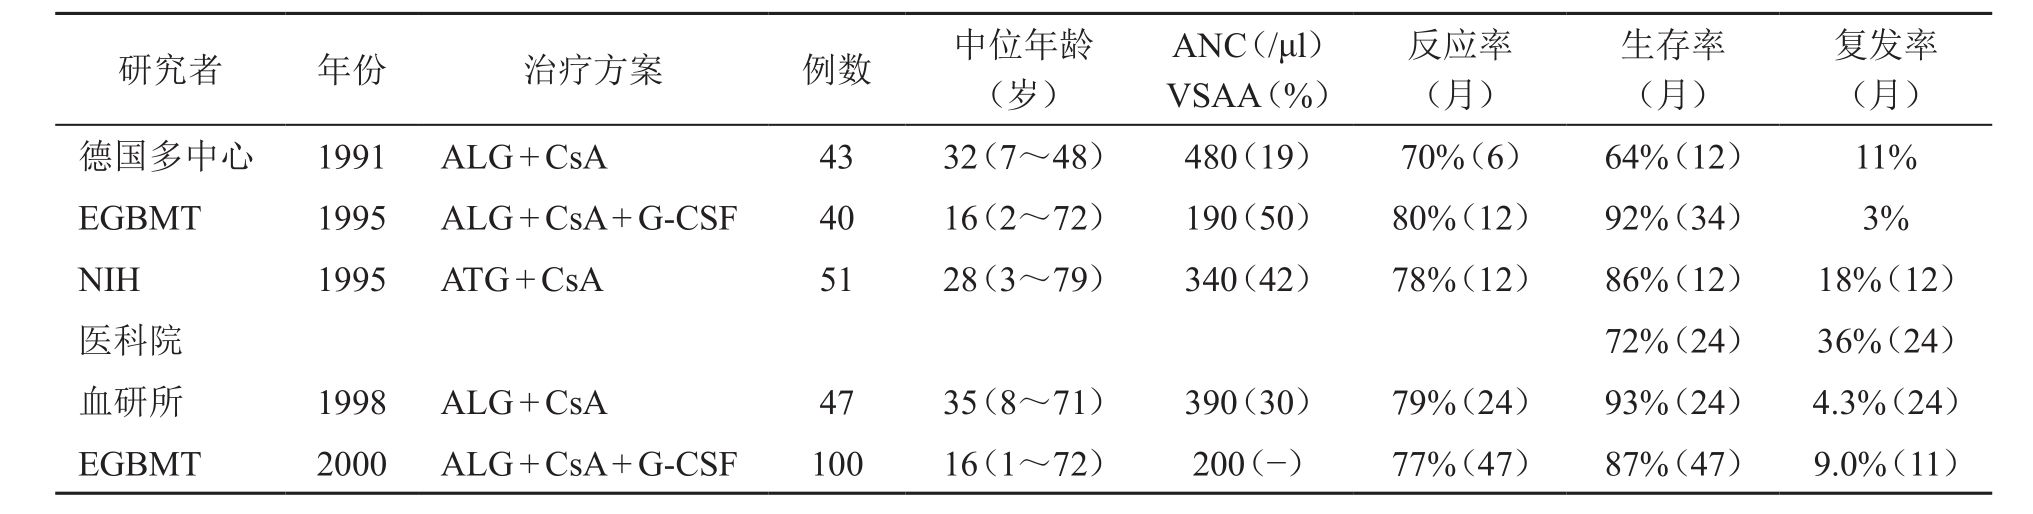 研究者 年份 治疗方案 例数 中位年龄（岁） ANC（/μl）VSAA（%） 反应率（月） 生存率（月） 复发率（月）
德国多中心 1991 ALG+CsA 43 32（7～48） 480（19） 70%（6） 64%（12） 11%
EGBMT 1995 ALG+CsA+G-CSF 40 16（2～72） 190（50） 80%（12） 92%（34） 3%
NIH 1995 ATG+CsA 51 28（3～79） 340（42） 78%（12） 86%（12） 18%（12）
医科院 72%（24） 36%（24）
血研所 1998 ALG+CsA 47 35（8～71） 390（30） 79%（24） 93%（24） 4.3%（24）
EGBMT 2000 ALG+CsA+G-CSF 100 16（1～72） 200（−） 77%（47） 87%（47） 9.0%（11）